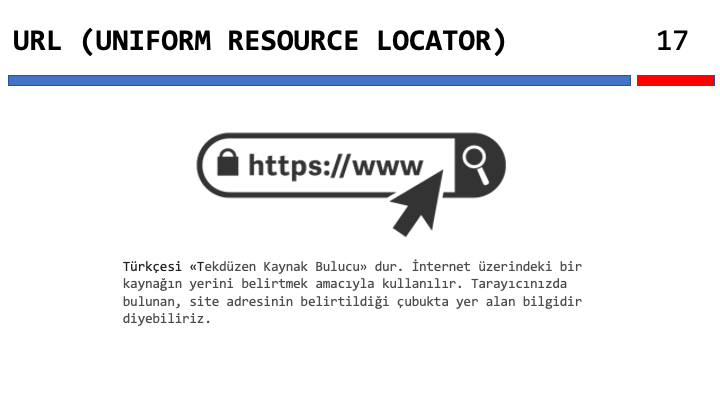 URL (UNIFORM RESOURCE LOCATOR)
17
https://www
Türkçesi «Tekdüzen Kaynak Bulucu» dur. İnternet üzerindeki bir
kaynağın yerini belirtmek amacıyla kullanılır. Tarayıcınızda
bulunan, site adresinin belirtildiği çubukta yer alan bilgidir
diyebiliriz.